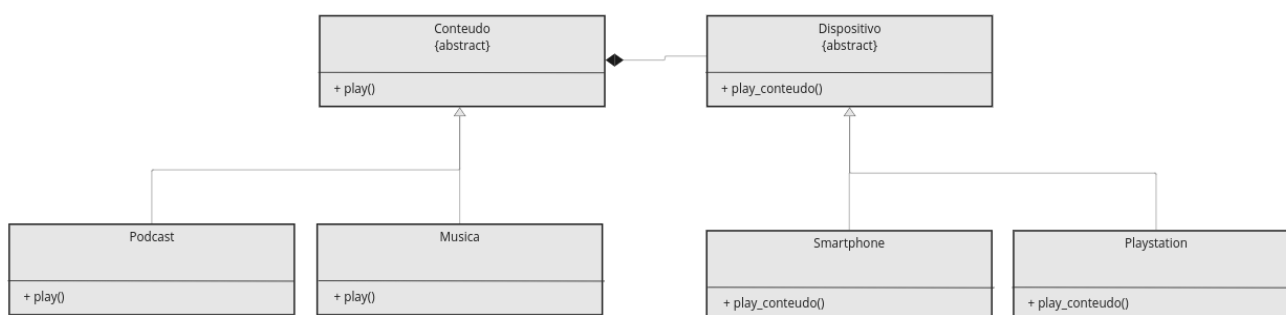 Conteudo
{abstract}
+ play()
Dispositivo
{abstract}
+ play_conteudo()
Podcast
+ play()
Musica
+ play()
Smartphone
+ play_conteudo()
Playstation
+ play_conteudo()